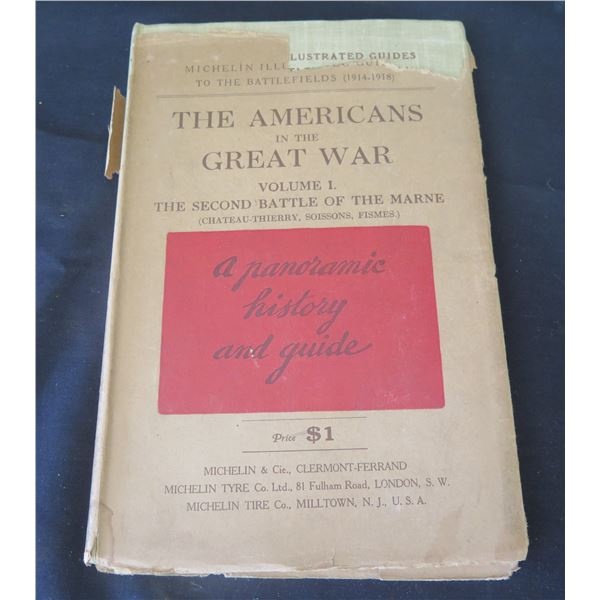 LUSTRATED GUIDES
MICHELIN ILLUS
TO THE BATTLEFIELDS (1914-1918)
THE AMERICANS
IN THE
GREAT WAR
VOLUME I.
THE SECOND BATTLE OF THE MARNE
(CHATEAU-THIERRY, SOISSONS, FISMES.)
a panoramic
history
and guide
Price $1
MICHELIN & Cie., CLERMONT-FERRAND
MICHELIN TYRE Co. Ltd., 81 Fulham Road, LONDON, S. W.
MICHELIN TIRE Co., MILLTOWN, N. J., U. S. A.